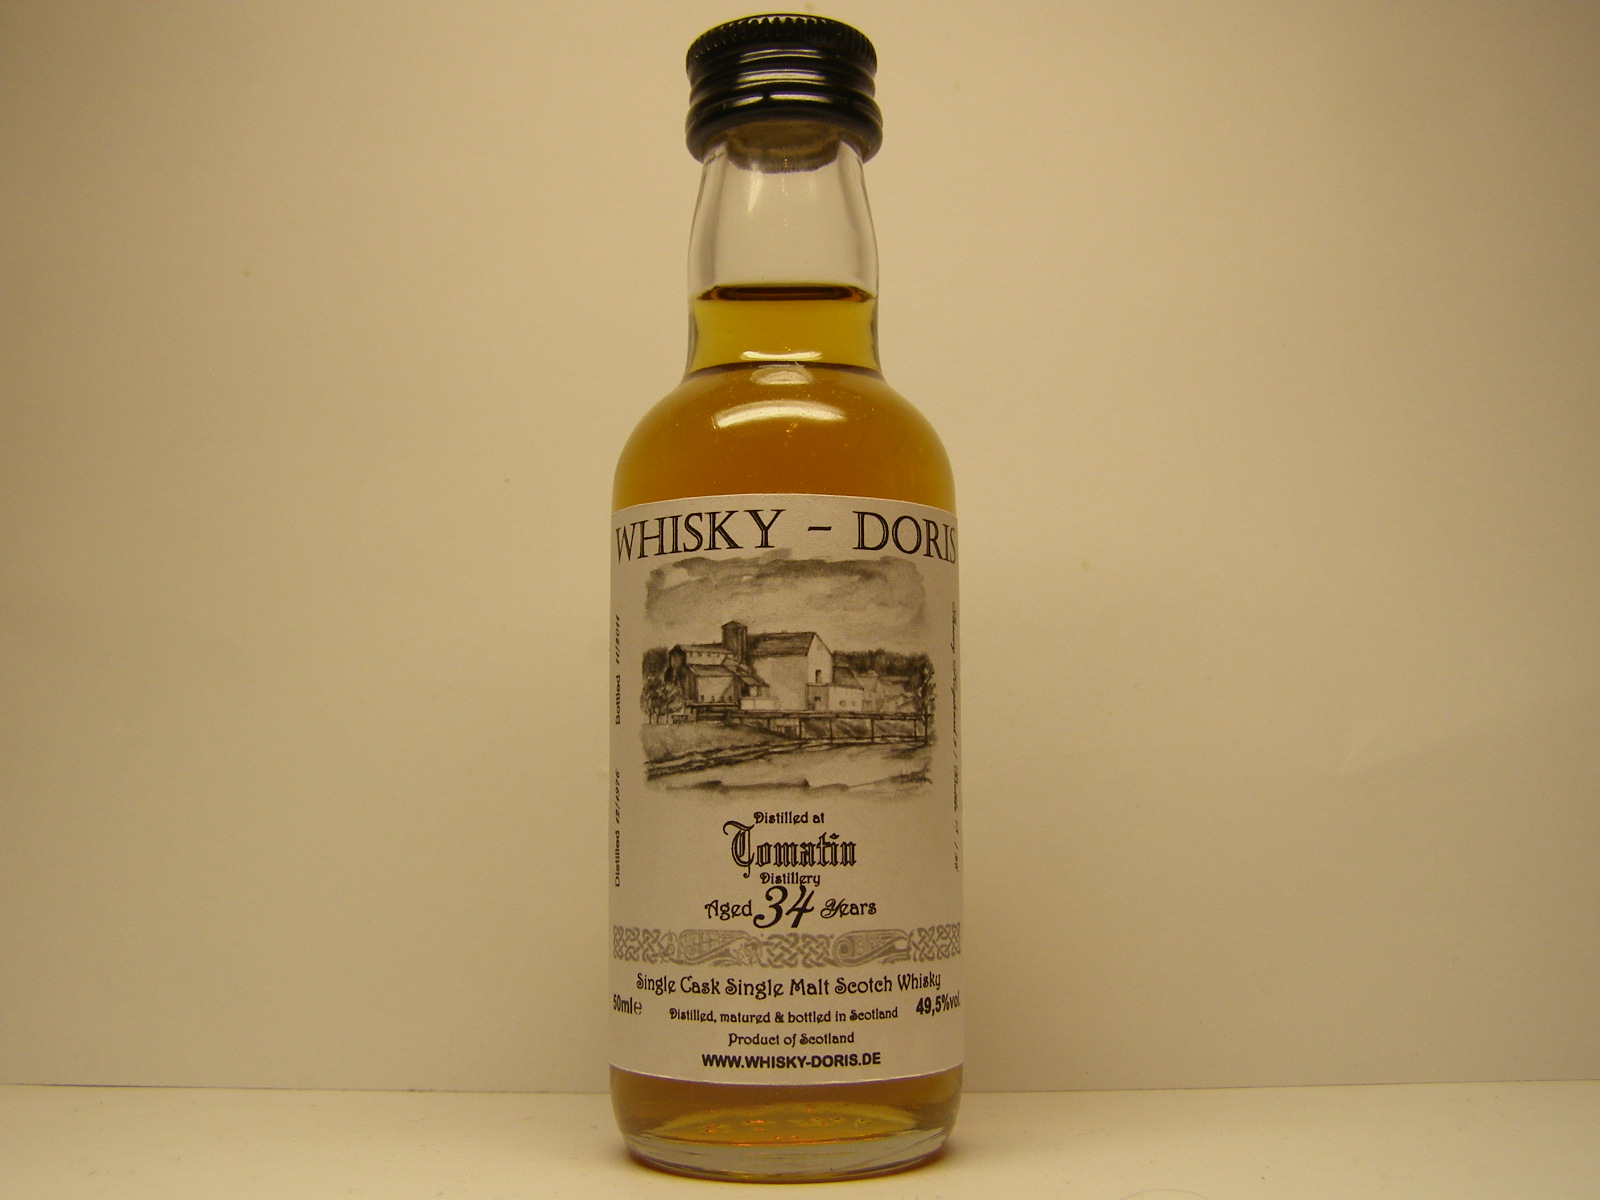 WHISKY - DORIS
Distilled 12/1976 Bottled 11/2011
Distilled at
Tomatin
Distillery
Aged 34 Years
Single Cask Single Malt Scotch Whisky
50ml℮
49,5%vol.
Distilled, matured & bottled in Scotland
Product of Scotland
WWW.WHISKY-DORIS.DE